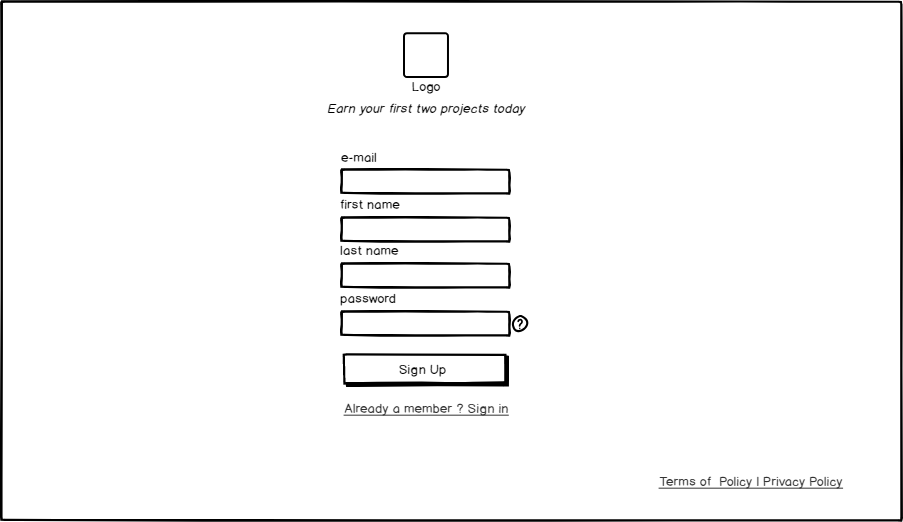 Logo
Earn your first two projects today
e-mail
first name
last name
password
?
Sign Up
Already a member ? Sign in
Terms of Policy | Privacy Policy